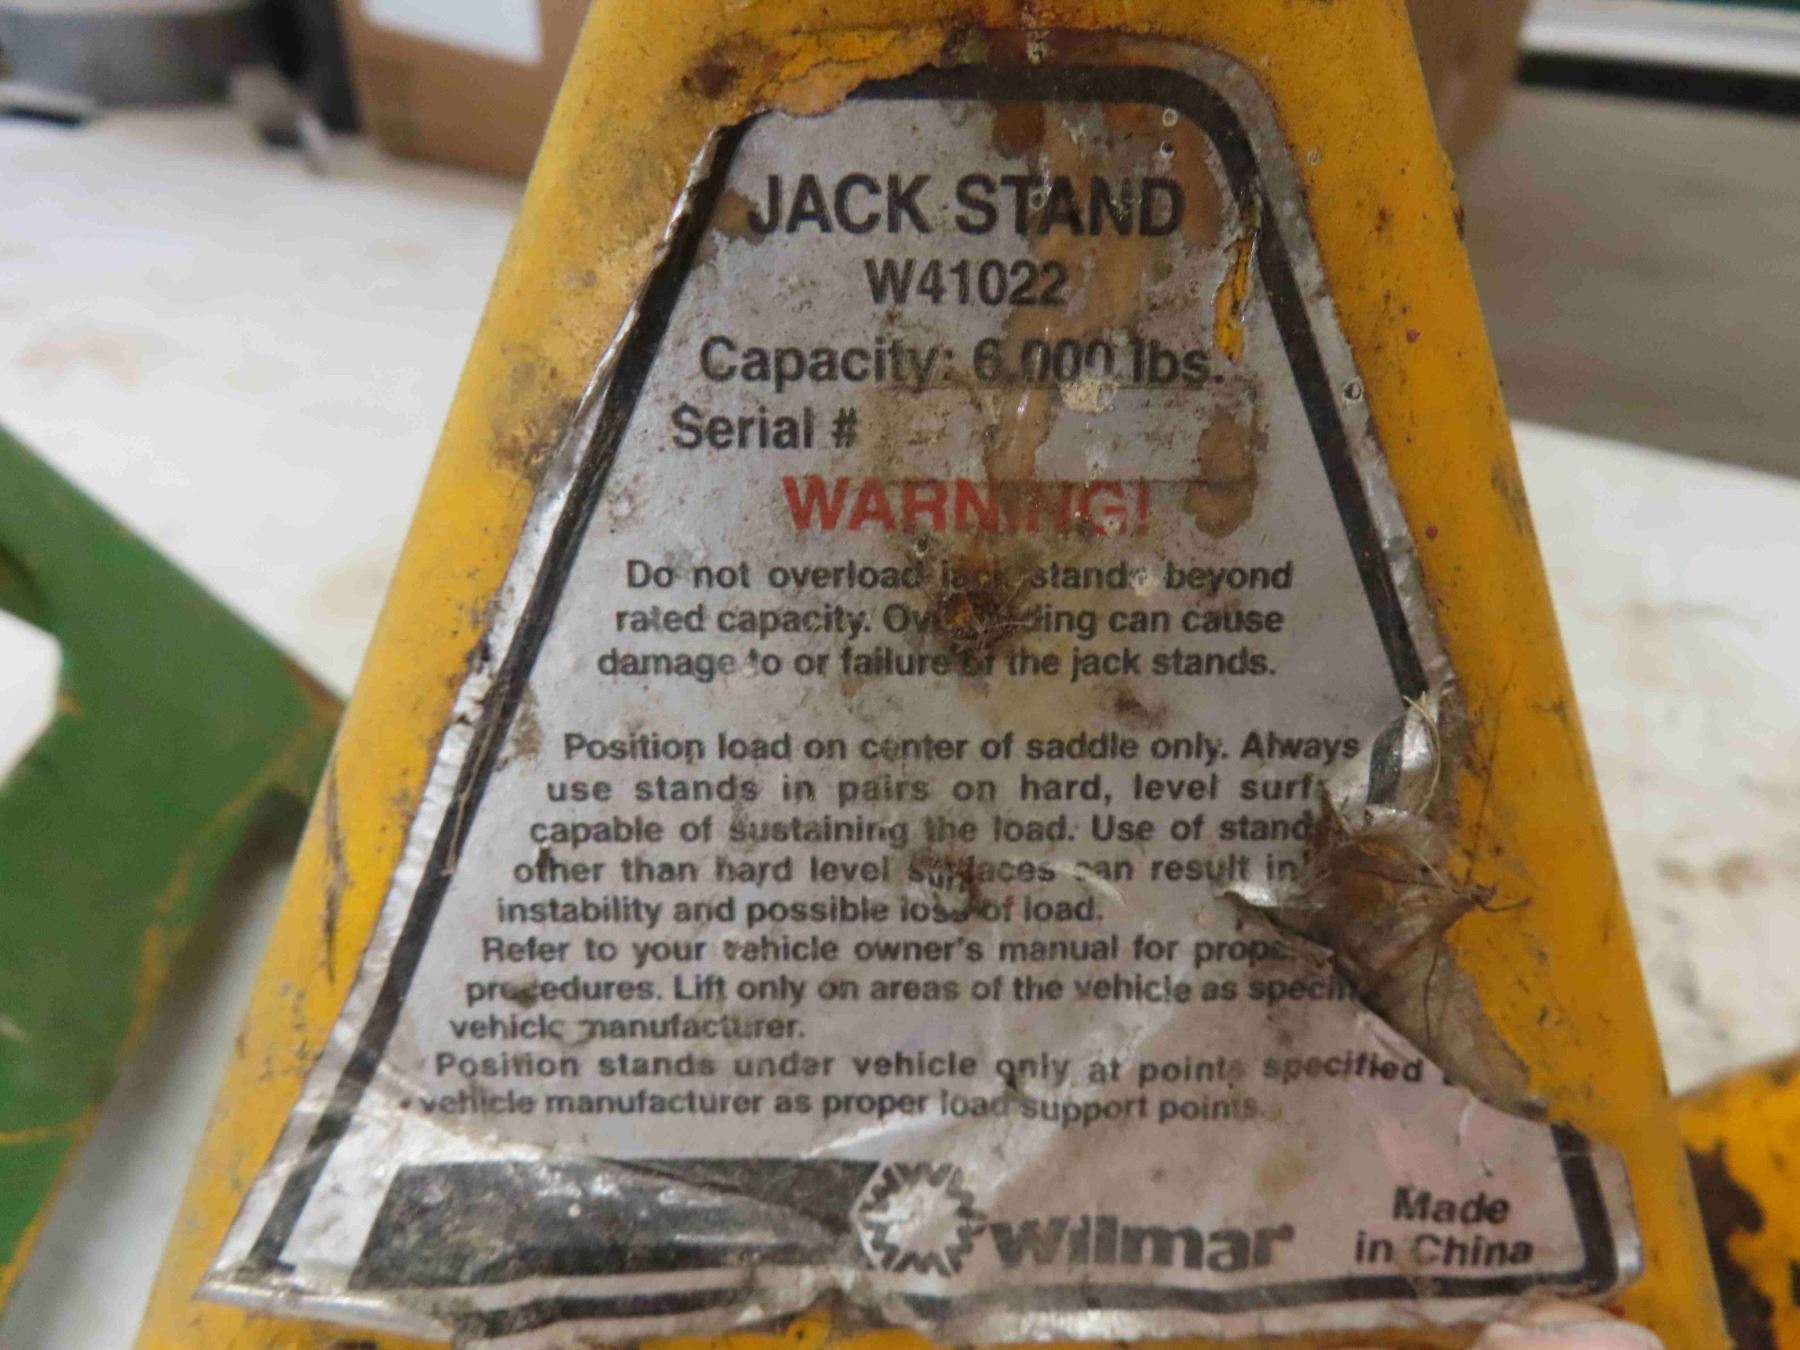 JACK STAND
W41022
Capacity: 6,000 lbs.
Serial #
WARNING!
Do not overload jack stands beyond
rated capacity. Overloading can cause
damage to or failure of the jack stands.
Position load on center of saddle only. Always
use stands in pairs on hard, level
capable of sustaining the load. Use of
other than hard level surfaces can result in
instability and possible loss of load.
Refer to your vehicle owner's manual for
procedures. Lift only on areas of the vehicle as
vehicle manufacturer.
Position stands under vehicle only at points specified
vehicle manufacturer as proper load support points.
Wilmar
Made
in China